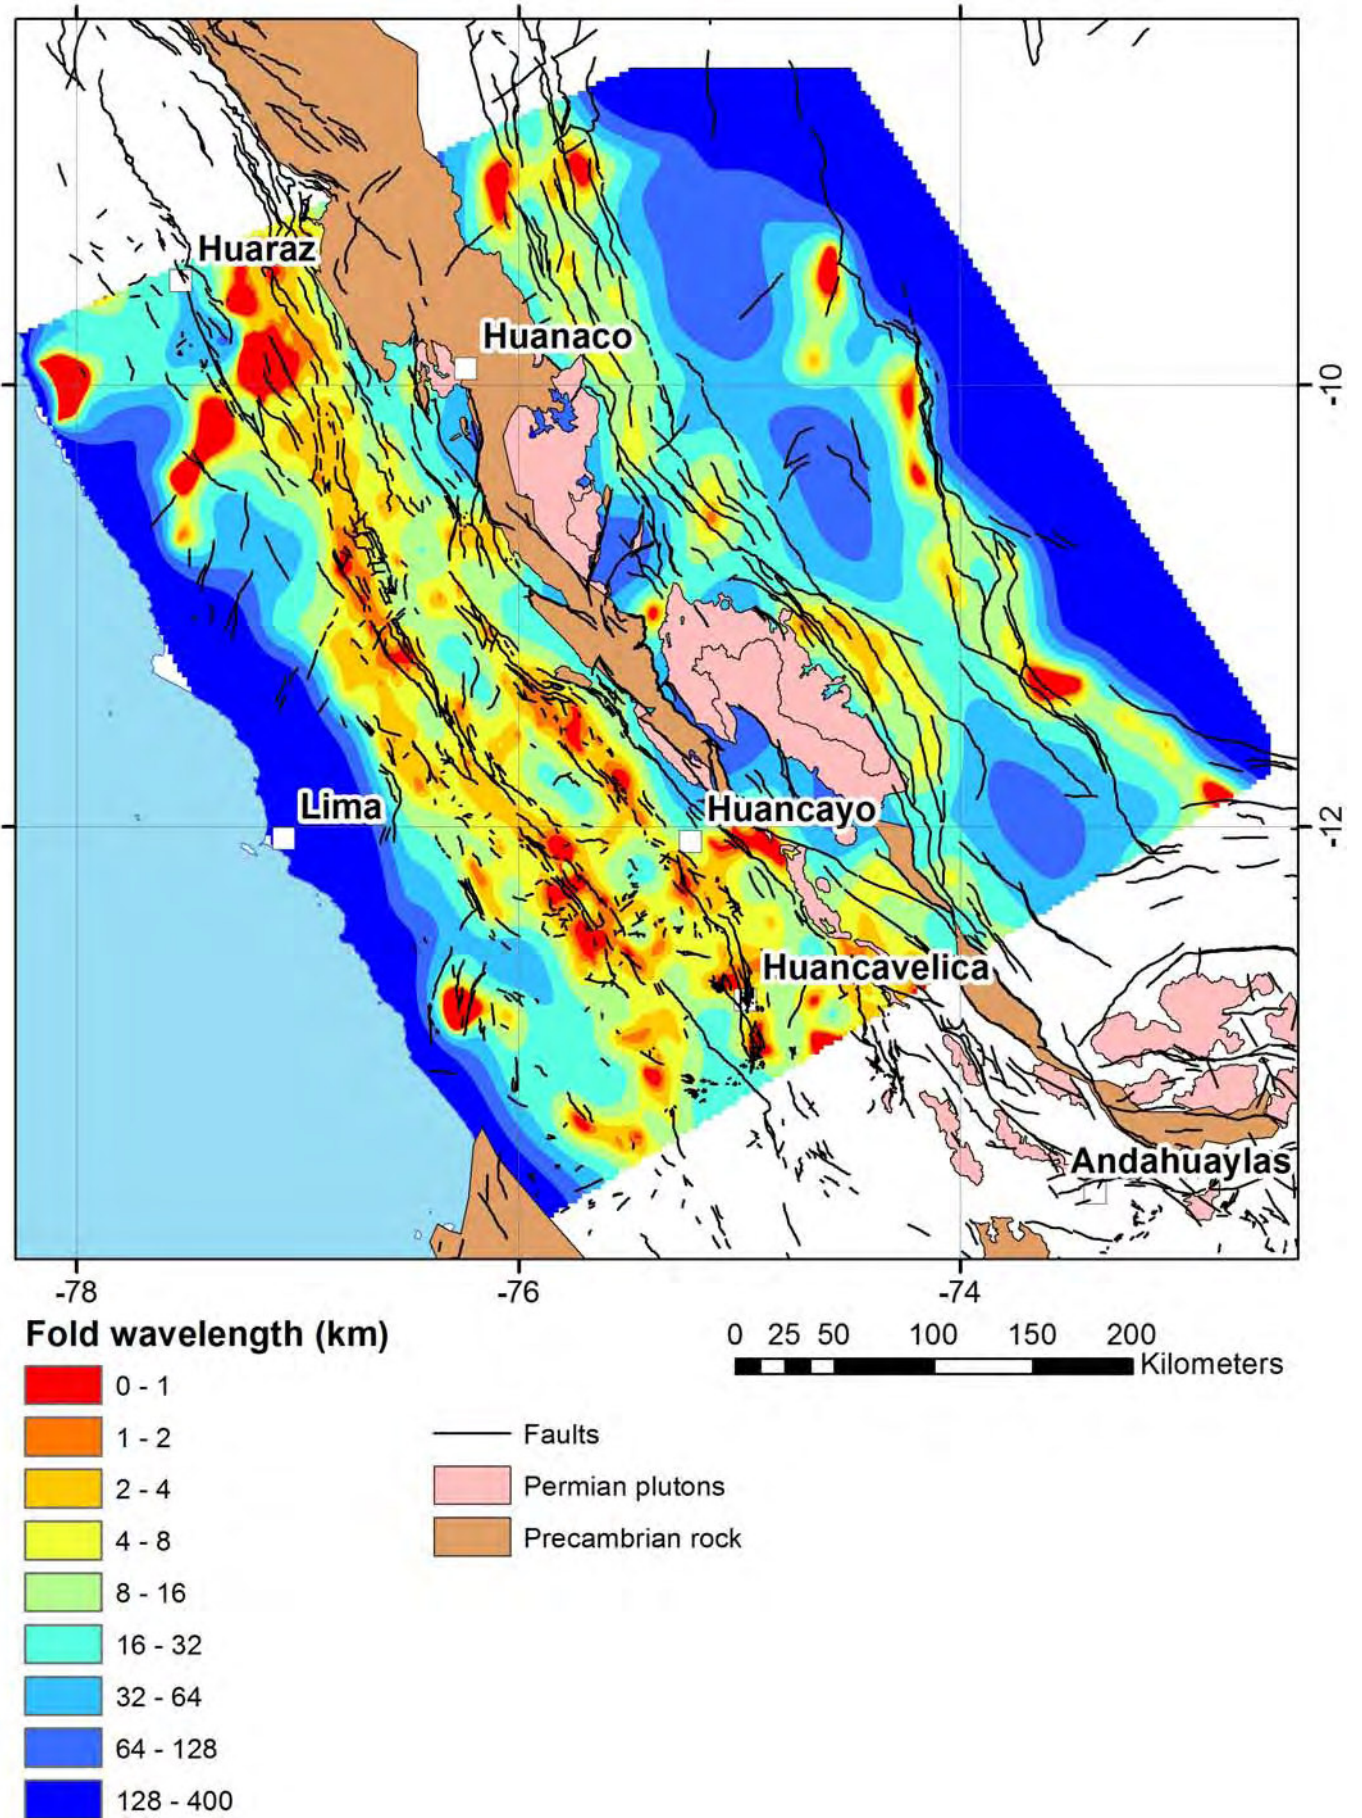 Huaraz
Huanaco
-10
Lima
Huancayo
-12
Huancavelica
Andahuaylas
-78
-76
-74
Fold wavelength (km)
0 25 50 100 150 200
Kilometers
0 - 1
1 - 2
2 - 4
4 - 8
8 - 16
16 - 32
32 - 64
64 - 128
128 - 400
Faults
Permian plutons
Precambrian rock